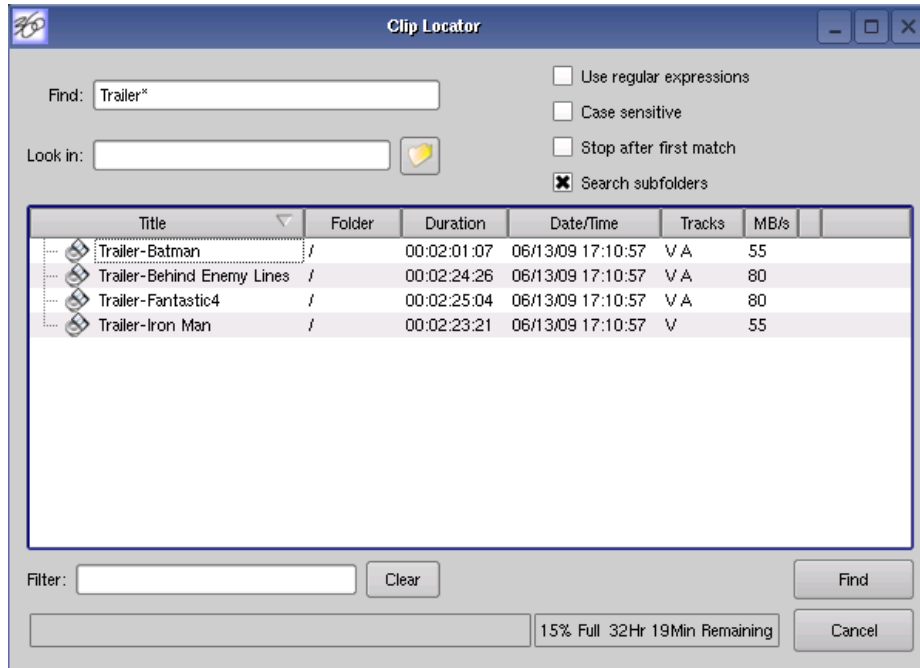 360
Clip Locator
Find: Trailer*
Use regular expressions
Case sensitive
Look in:
Stop after first match
Search subfolders
Title Folder Duration Date/Time Tracks MB/s
Trailer-Batman / 00:02:01:07 06/13/09 17:10:57 V A 55
Trailer-Behind Enemy Lines / 00:02:24:26 06/13/09 17:10:57 V A 80
Trailer-Fantastic4 / 00:02:25:04 06/13/09 17:10:57 V A 80
Trailer-Iron Man / 00:02:23:21 06/13/09 17:10:57 V 55
Filter: Clear Find
15% Full 32Hr 19Min Remaining Cancel